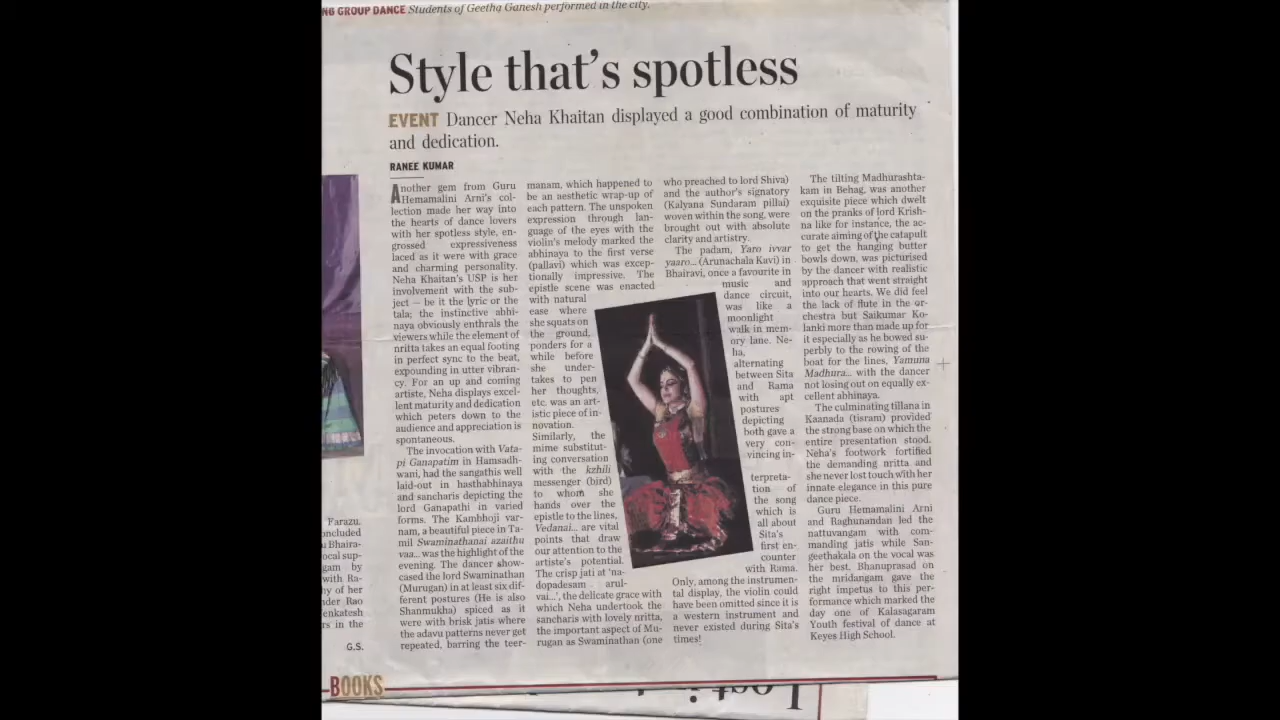 NG GROUP DANCE Students of Geetha Ganesh performed in the city.
Style that's spotless
EVENT Dancer Neha Khaitan displayed a good combination of maturity
and dedication.
RANEE KUMAR
Another gem from Guru
Hemamalini Arni's col-
lection made her way into
the hearts of dance lovers
with her spotless style, en-
grossed expressiveness
laced as it were with grace
and charming personality.
Neha Khaitan's USP is her
involvement with the sub-
ject – be it the lyric or the
tala; the instinctive abhi-
naya obviously enthrals the
viewers while the element of
nritta takes an equal footing
in perfect sync to the beat,
expounding in utter vibran-
cy. For an up and coming
artiste, Neha displays excel-
lent maturity and dedication
which peters down to the
audience and appreciation is
spontaneous.
The invocation with Vata-
pi Ganapatim in Hamsadh-
wani, had the sangathis well
laid-out in hasthabhinaya
and sancharis depicting the
lord Ganapathi in varied
forms. The Kambhoji var-
nam, a beautiful piece in Ta-
mil Swaminathanai azaithu
vaa... was the highlight of the
evening. The dancer show-
cased the lord Swaminathan
(Murugan) in at least six dif-
ferent postures (He is also
Shanmukha) spiced as it
were with brisk jatis where
the adavu patterns never get
repeated, barring the teer-
manam, which happened to
be an aesthetic wrap-up of
each pattern. The unspoken
expression through lan-
guage of the eyes with the
violin's melody marked the
abhinaya to the first verse
(pallavi) which was excep-
tionally impressive. The
epistle scene was enacted
with natural
ease where
she squats on
the ground,
ponders for a
while before
she under-
takes to pen
her thoughts,
etc. was an art-
istic piece of in-
novation.
Similarly, the
mime substitut-
ing conversation
with the kzhili
messenger (bird)
to whom she
hands over the
epistle to the lines,
Vedanai... are vital
points that draw
our attention to the
artiste's potential.
The crisp jati at 'na-
dopadesam arul-
vai...', the delicate grace with
which Neha undertook the
sancharis with lovely nritta,
the important aspect of Mu-
rugan as Swaminathan (one
who preached to lord Shiva)
and the author's signatory
(Kalyana Sundaram pillai)
woven within the song, were
brought out with absolute
clarity and artistry.
The padam, Yaro ivvar
yaaro... (Arunachala Kavi) in
Bhairavi, once a favourite in
music and
dance circuit,
was like a
moonlight
walk in mem-
ory lane. Ne-
ha,
alternating
between Sita
and Rama
with apt
postures
depicting
both gave a
very con-
vincing in-
terpreta-
tion of
the song
which is
all about
Sita's
first en-
counter
with Rama.
Only, among the instrumen-
tal display, the violin could
have been omitted since it is
a western instrument and
never existed during Sita's
times!
The tilting Madhurashta-
kam in Behag, was another
exquisite piece which dwelt
on the pranks of lord Krish-
na like for instance, the ac-
curate aiming of the catapult
to get the hanging butter
bowls down, was picturised
by the dancer with realistic
approach that went straight
into our hearts. We did feel
the lack of flute in the or-
chestra but Saikumar Ko-
lanki more than made up for
it especially as he bowed su-
perbly to the rowing of the
boat for the lines, Yamuna
Madhura... with the dancer
not losing out on equally ex-
cellent abhinaya.
The culminating tillana in
Kaanada (tisram) provided
the strong base on which the
entire presentation stood.
Neha's footwork fortified
the demanding nritta and
she never lost touch with her
innate elegance in this pure
dance piece.
Guru Hemamalini Arni
and Raghunandan led the
nattuvangam with com-
manding jatis while San-
geethakala on the vocal was
her best. Bhanuprasad on
the mridangam gave the
right impetus to this per-
formance which marked the
day one of Kalasagaram
Youth festival of dance at
Keyes High School.
Farazu.
ncluded
Bhaira-
ocal sup-
gam by
with Ra-
hy of her
nder Rao
enkatesh
rs in the
G.S.
BOOKS